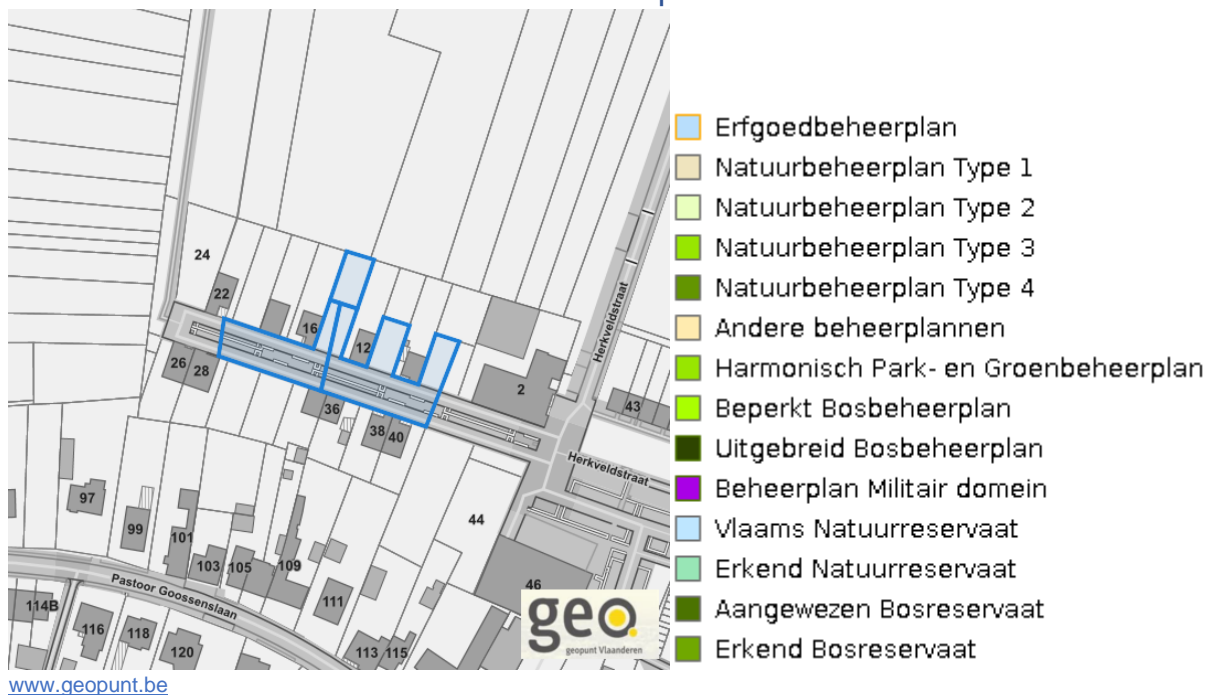 24
22
16
12
26
28
36
38
40
2
43
Herkveldstraat
Herkveldstraat
44
46
97
99
101
103
105
109
111
Pastoor Goossenslaan
114B
116
118
120
113
115
geo.
geopunt Vlaanderen
Erfgoedbeheerplan
Natuurbeheerplan Type 1
Natuurbeheerplan Type 2
Natuurbeheerplan Type 3
Natuurbeheerplan Type 4
Andere beheerplannen
Harmonisch Park- en Groenbeheerplan
Beperkt Bosbeheerplan
Uitgebreid Bosbeheerplan
Beheerplan Militair domein
Vlaams Natuurreservaat
Erkend Natuurreservaat
Aangewezen Bosreservaat
Erkend Bosreservaat
www.geopunt.be